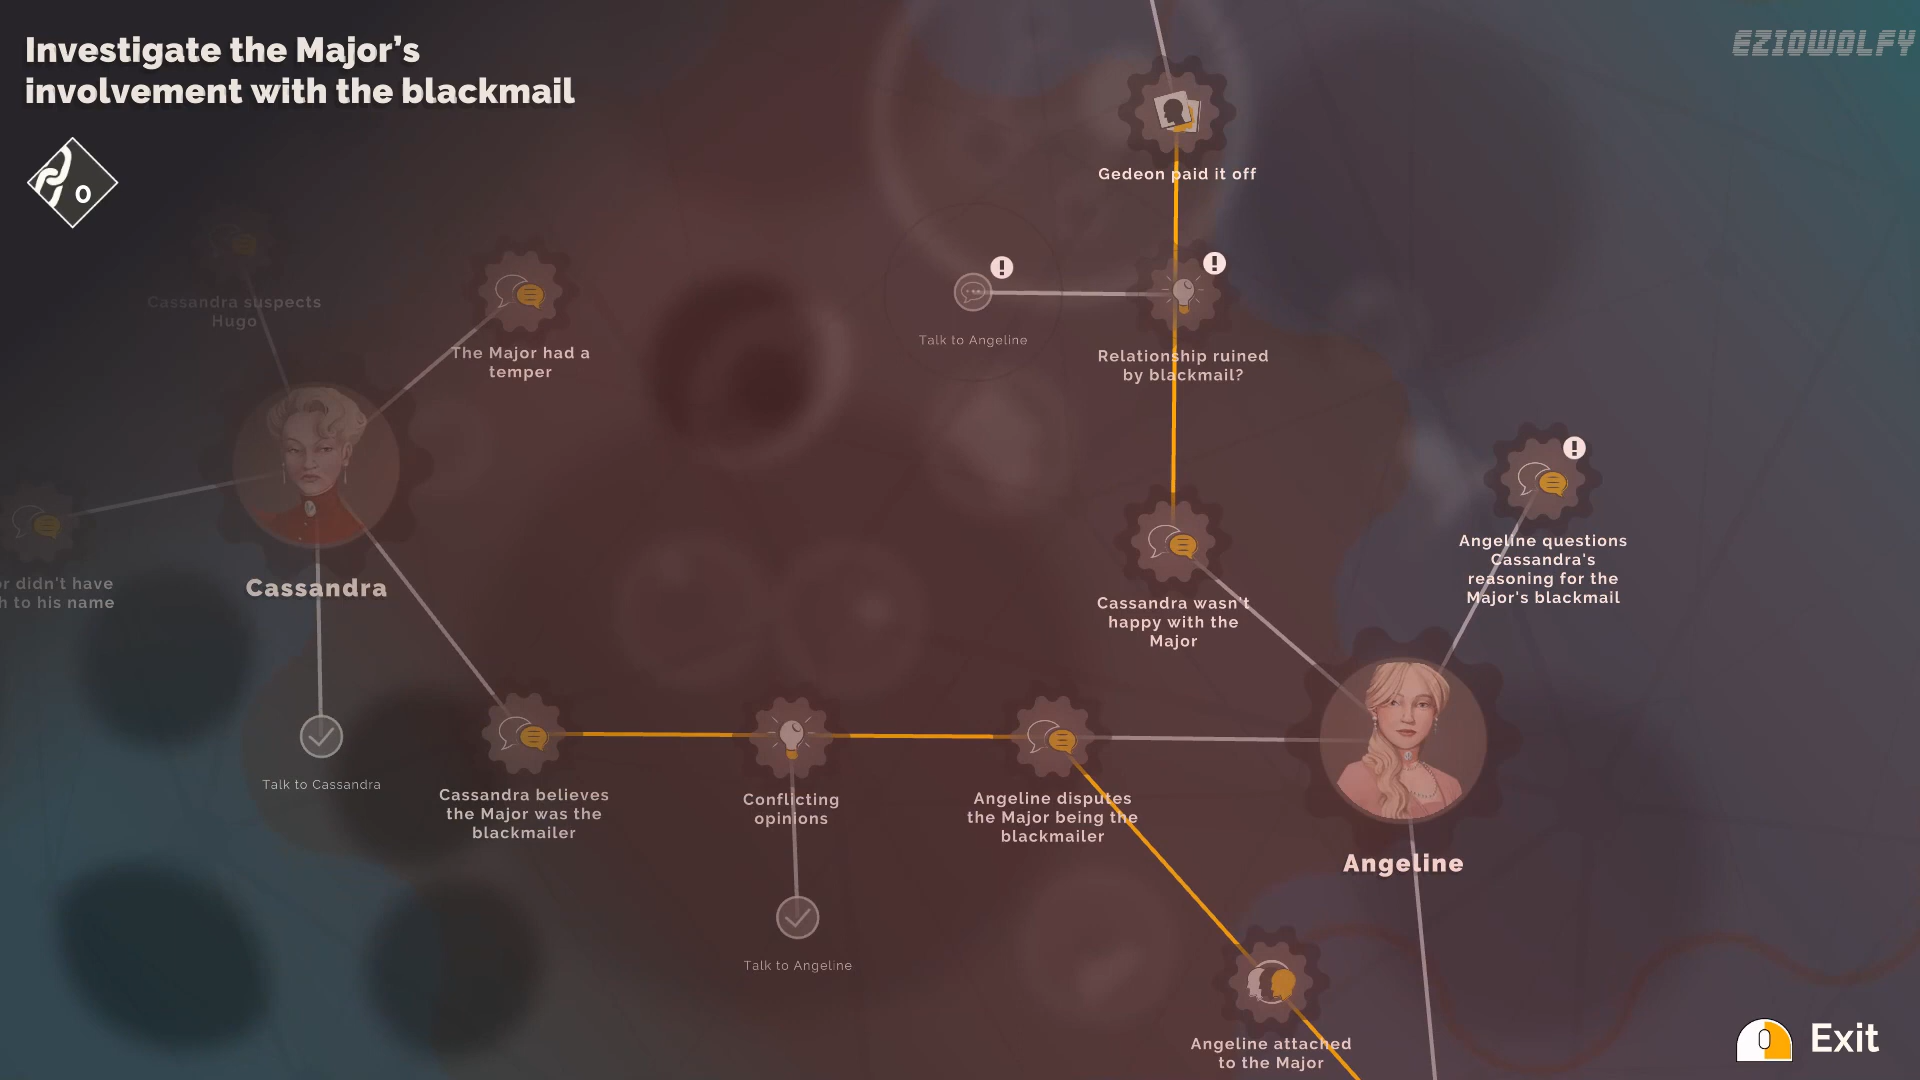 Investigate the Major's
involvement with the blackmail
EZIOWOLFY
0
Gedeon paid it off
Cassandra suspects
Hugo
The Major had a
temper
Talk to Angeline
Relationship ruined
by blackmail?
Angeline questions
Cassandra's
reasoning for the
Major's blackmail
didn't have
to his name
Cassandra
Cassandra wasn't
happy with the
Major
Talk to Cassandra
Cassandra believes
the Major was the
blackmailer
Conflicting
opinions
Angeline disputes
the Major being the
blackmailer
Angeline
Talk to Angeline
Angeline attached
to the Major
Exit